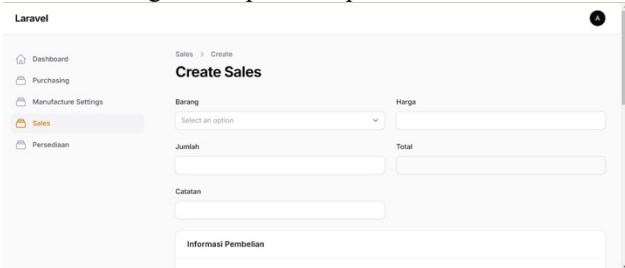 Laravel
A
Dashboard
Purchasing
Manufacture Settings
Sales
Persediaan
Sales > Create
Create Sales
Barang
Harga
Select an option
Jumlah
Total
Catatan
Informasi Pembelian